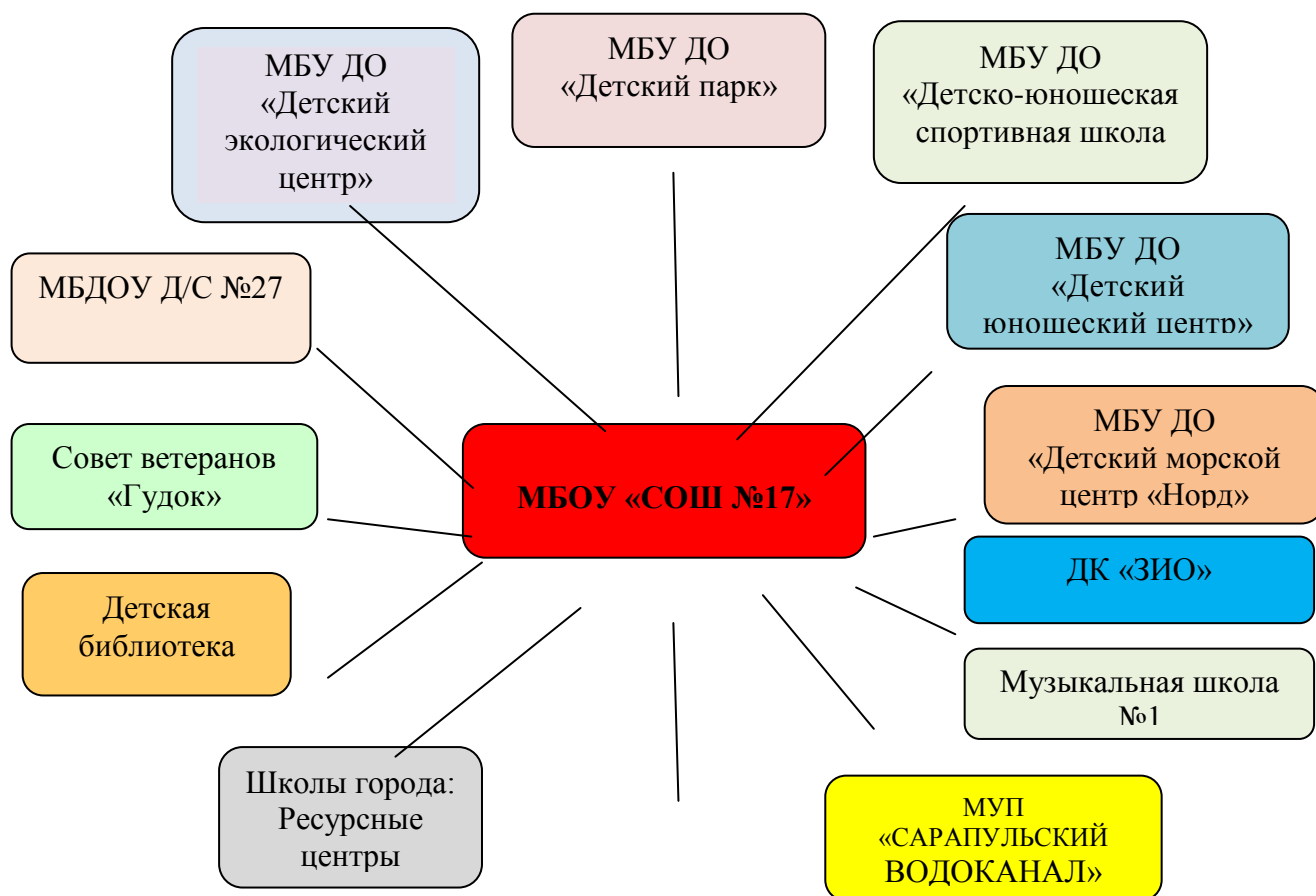 МБУ ДО
«Детский
экологический
центр»
МБУ ДО
«Детский парк»
МБУ ДО
«Детско-юношеская
спортивная школа
МБДОУ Д/С №27
МБУ ДО
«Детский
юношеский центр»
Совет ветеранов
«Гудок»
МБОУ «СОШ №17»
МБУ ДО
«Детский морской
центр «Норд»
ДК «ЗИО»
Детская
библиотека
Музыкальная школа
№1
Школы города:
Ресурсные
центры
МУП
«САРАПУЛЬСКИЙ
ВОДОКАНАЛ»